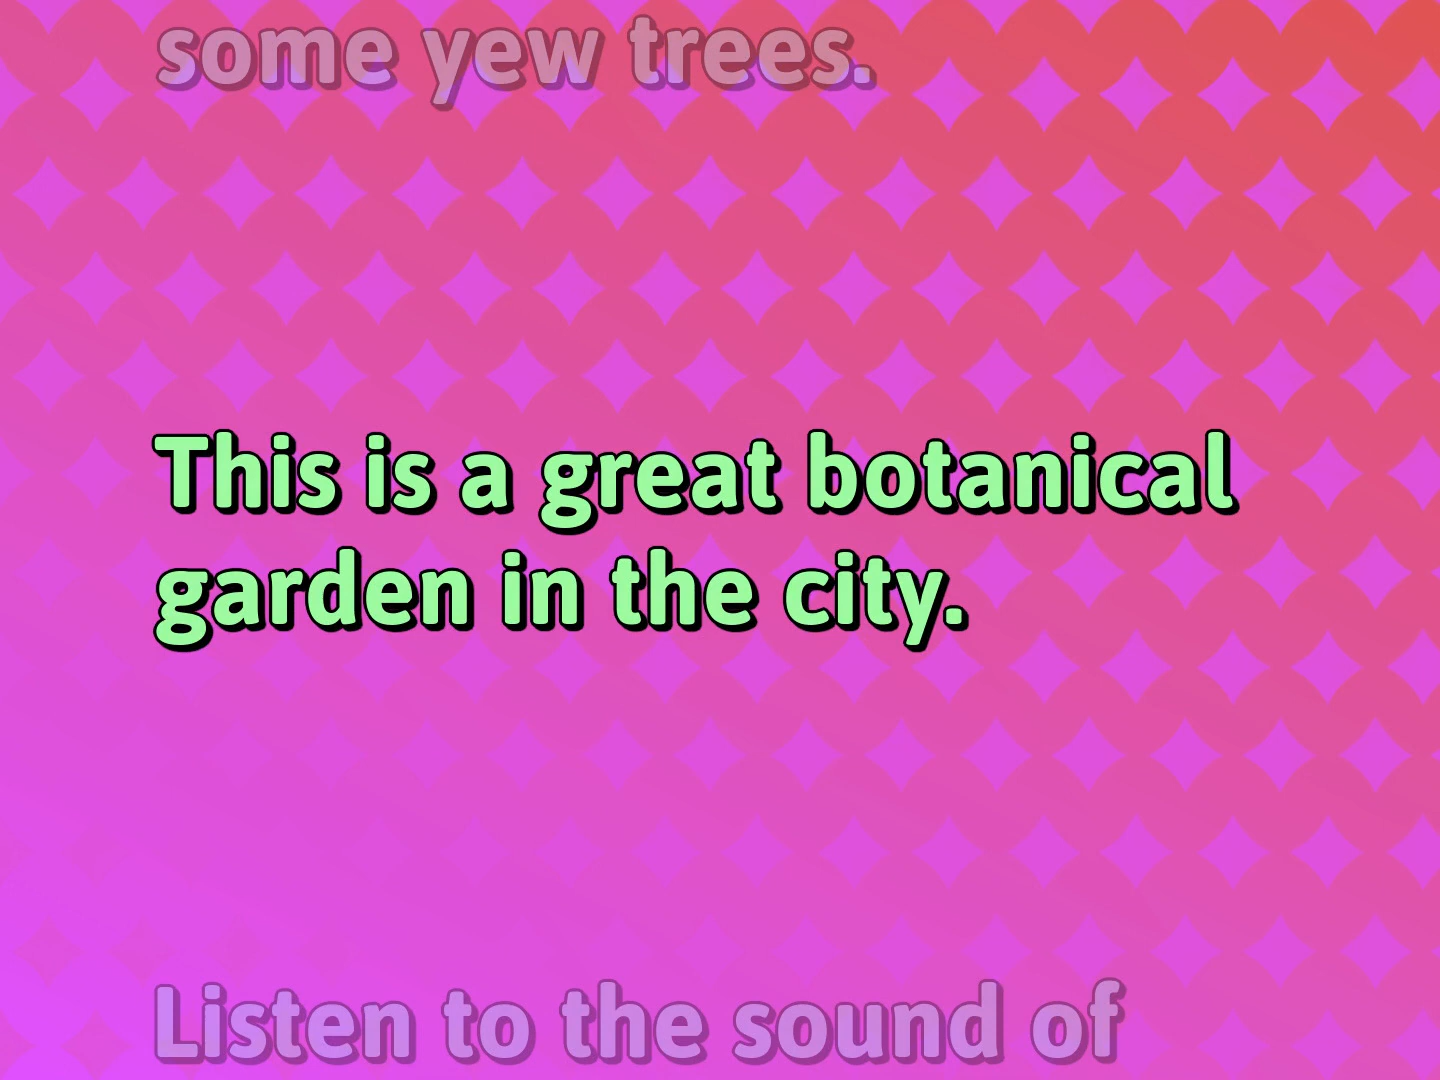 some yew trees.
This is a great botanical
garden in the city.
Listen to the sound of